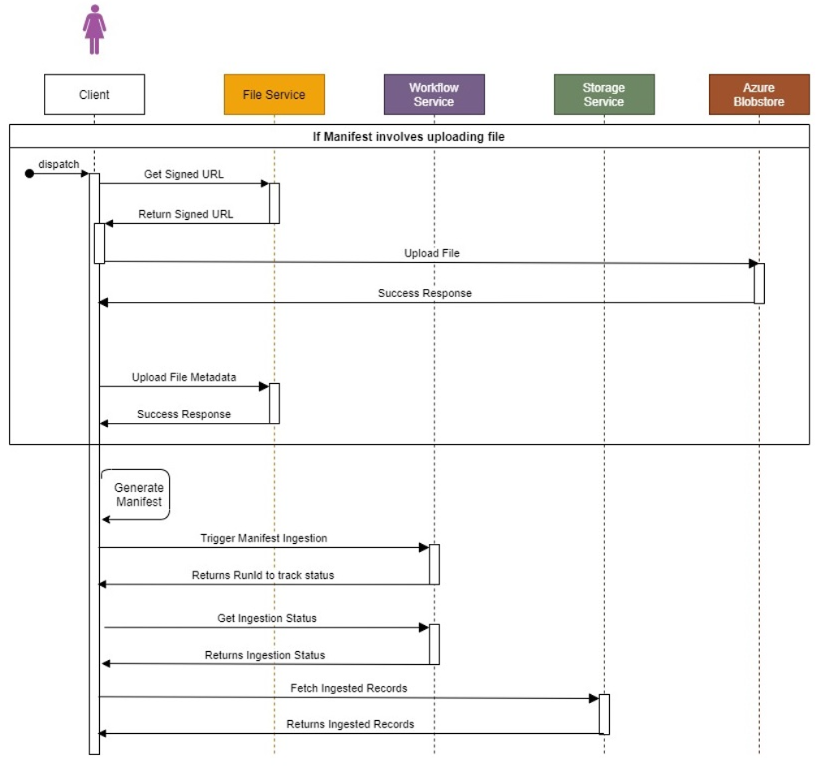 Client
File Service
Workflow
Service
Storage
Service
Azure
Blobstore
If Manifest involves uploading file
dispatch
Get Signed URL
Return Signed URL
Upload File
Success Response
Upload File Metadata
Success Response
Generate
Manifest
Trigger Manifest Ingestion
Returns RunId to track status
Get Ingestion Status
Returns Ingestion Status
Fetch Ingested Records
Returns Ingested Records